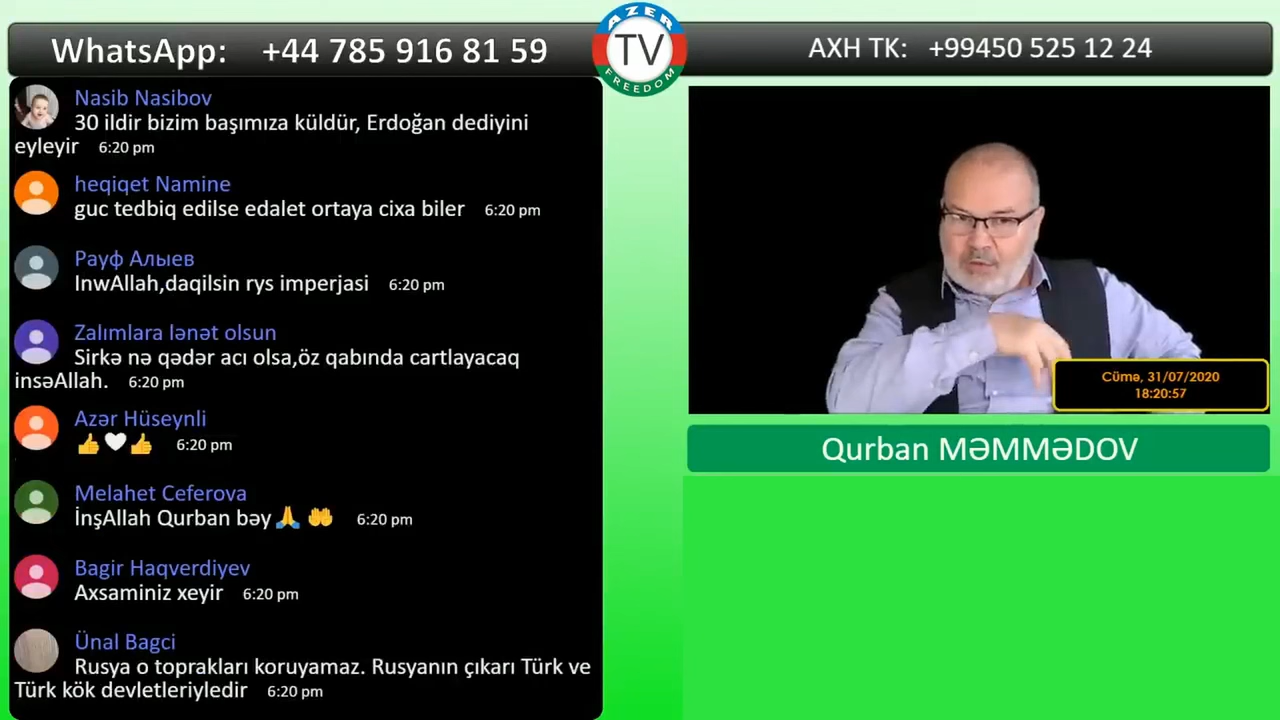 WhatsApp: +44 785 916 81 59
AZER
TV
FREEDOM
AXH TK: +99450 525 12 24
Nasib Nasibov
30 ildir bizim başımıza küldür, Erdoğan dediyini
eyleyir 6:20 pm
heqiqet Namine
guc tedbiq edilse edalet ortaya cixa biler 6:20 pm
Рауф Алыев
InwAllah,daqilsin rys imperjasi 6:20 pm
Zalımlara lənət olsun
Sirkə nə qədər acı olsa,öz qabında cartlayacaq
insəAllah. 6:20 pm
Azər Hüseynli
👍🤍👍 6:20 pm
Melahet Ceferova
İnşAllah Qurban bəy🙏 🤲 6:20 pm
Bagir Haqverdiyev
Axsaminiz xeyir 6:20 pm
Ünal Bagci
Rusya o toprakları koruyamaz. Rusyanın çıkarı Türk ve
Türk kök devletleriyledir 6:20 pm
Cümə, 31/07/2020
18:20:57
Qurban MƏMMƏDOV